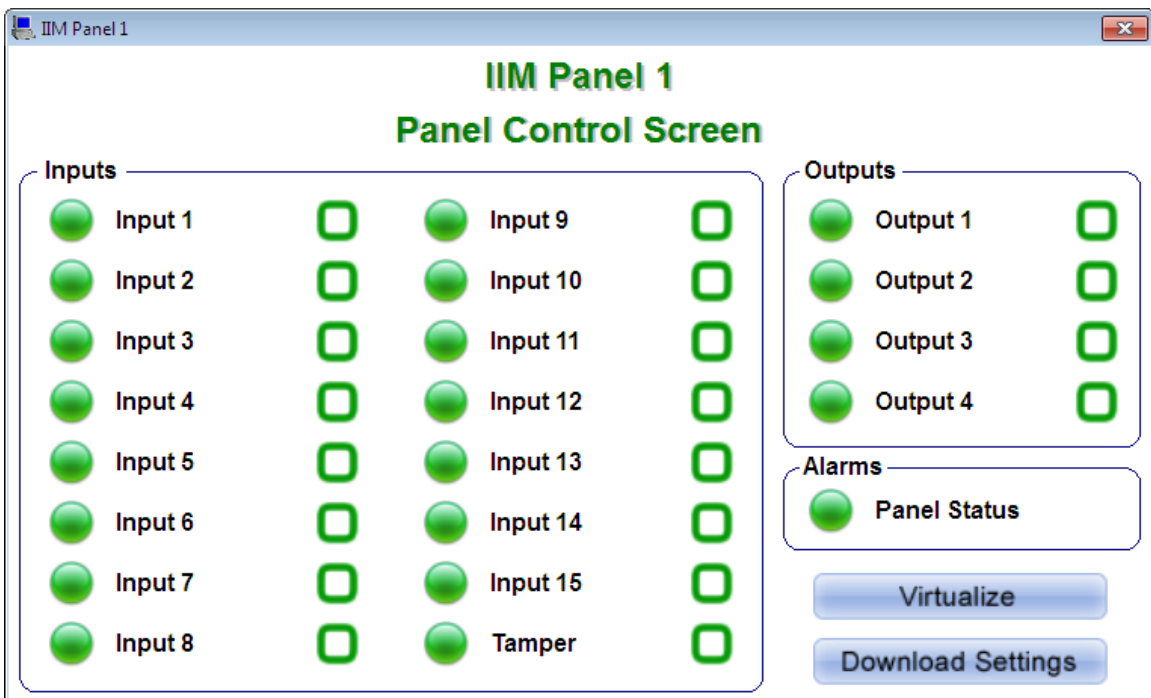 IIM Panel 1
IIM Panel 1
Panel Control Screen
Inputs
Input 1
Input 2
Input 3
Input 4
Input 5
Input 6
Input 7
Input 8
Input 9
Input 10
Input 11
Input 12
Input 13
Input 14
Input 15
Tamper
Outputs
Output 1
Output 2
Output 3
Output 4
Alarms
Panel Status
Virtualize
Download Settings